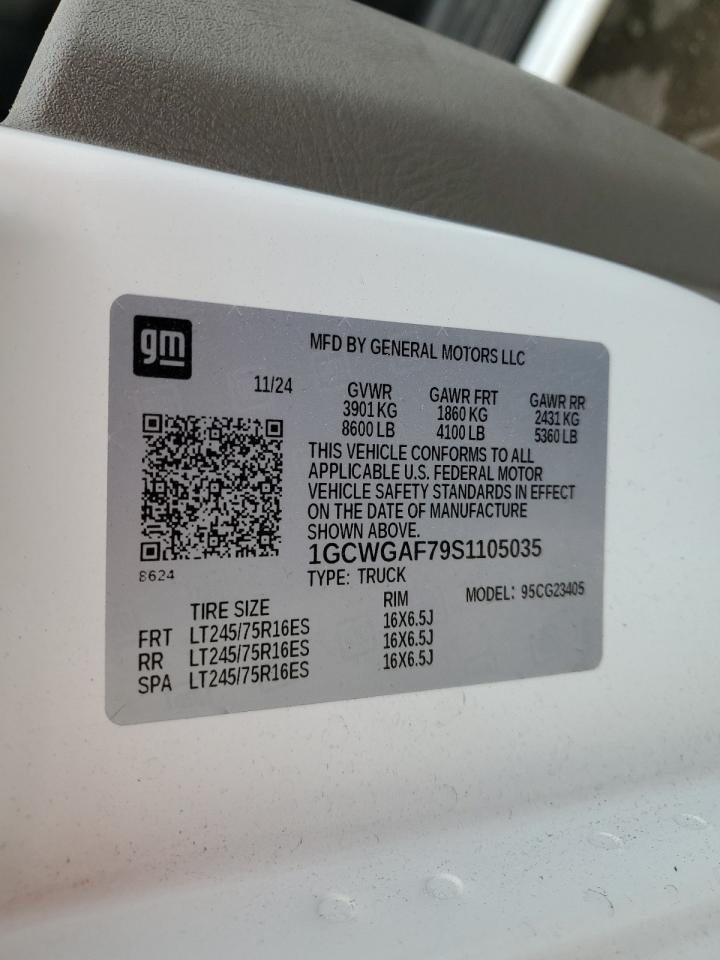 gm
MFD BY GENERAL MOTORS LLC
11/24 GVWR GAWR FRT GAWR RR
3901 KG 1860 KG 2431 KG
8600 LB 4100 LB 5360 LB
THIS VEHICLE CONFORMS TO ALL
APPLICABLE U.S. FEDERAL MOTOR
VEHICLE SAFETY STANDARDS IN EFFECT
ON THE DATE OF MANUFACTURE
SHOWN ABOVE.
1GCWGAF79S1105035
8624
TYPE: TRUCK MODEL: 95CG23405
TIRE SIZE RIM
FRT LT245/75R16ES 16X6.5J
RR LT245/75R16ES 16X6.5J
SPA LT245/75R16ES 16X6.5J